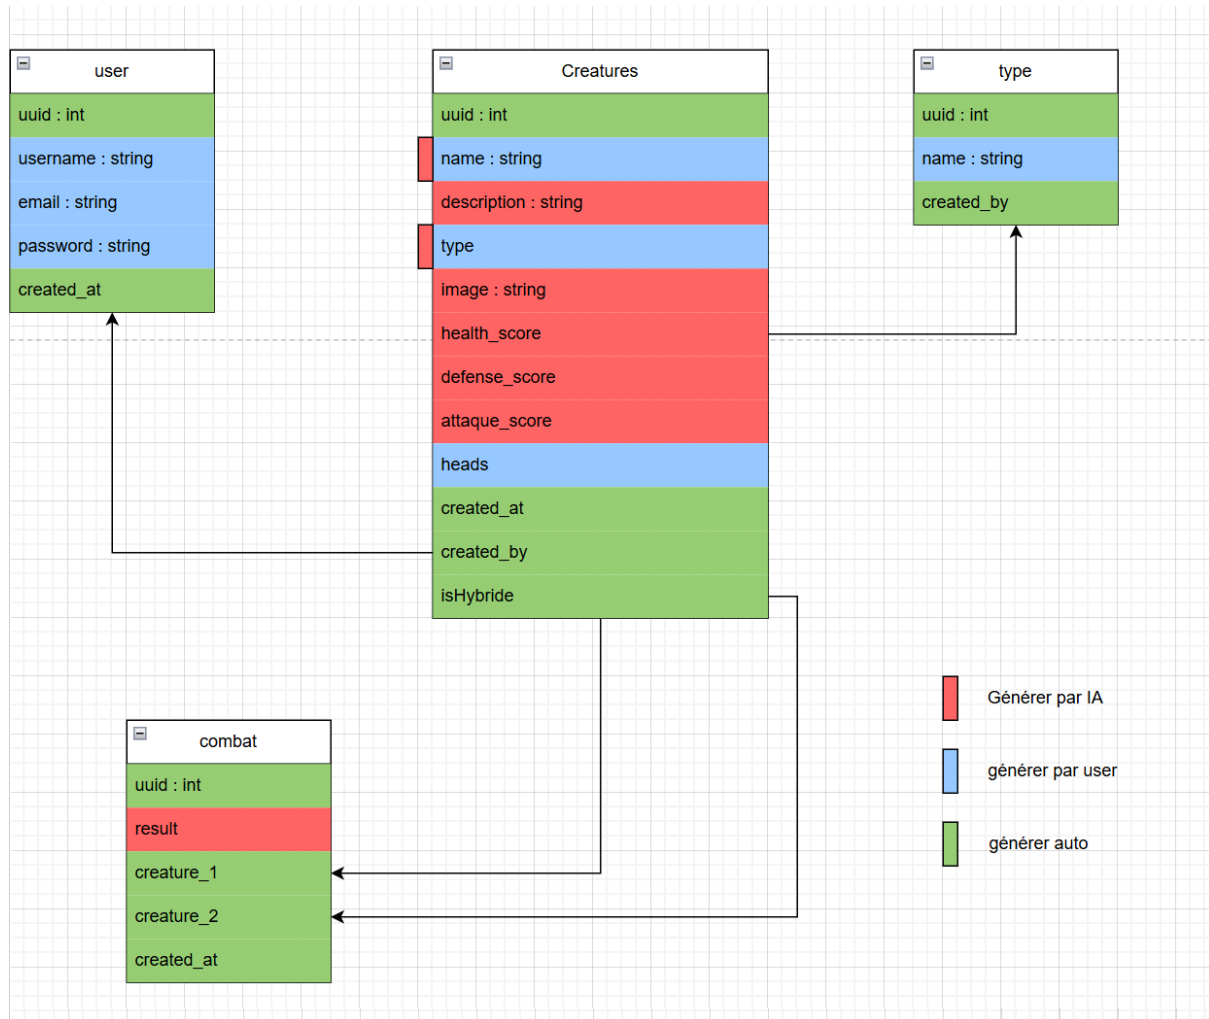 user
uuid : int
username : string
email : string
password : string
created_at
Creatures
uuid : int
name : string
description : string
type
image : string
health_score
defense_score
attaque_score
heads
created_at
created_by
isHybride
type
uuid : int
name : string
created_by
combat
uuid : int
result
creature_1
creature_2
created_at
Générer par IA
générer par user
générer auto